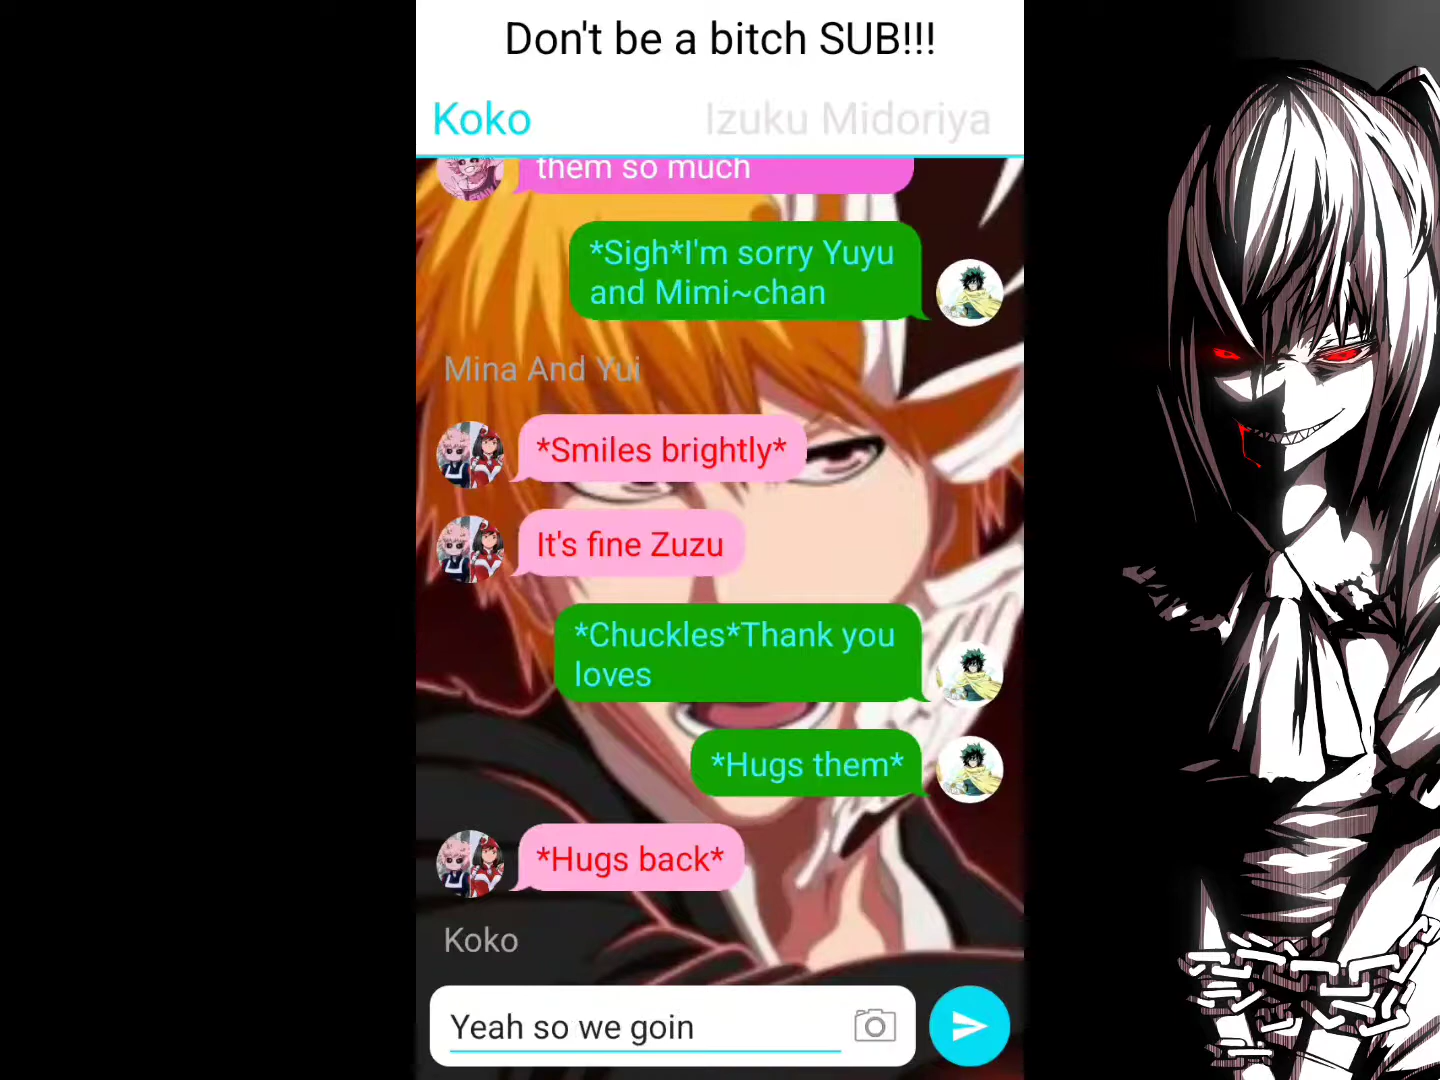 Don't be a bitch SUB!!!
Koko
Izuku Midoriya
them so much
*Sigh*I'm sorry Yuyu
and Mimi~chan
Mina And Yui
*Smiles brightly*
It's fine Zuzu
*Chuckles*Thank you
loves
*Hugs them*
*Hugs back*
Koko
Yeah so we goin